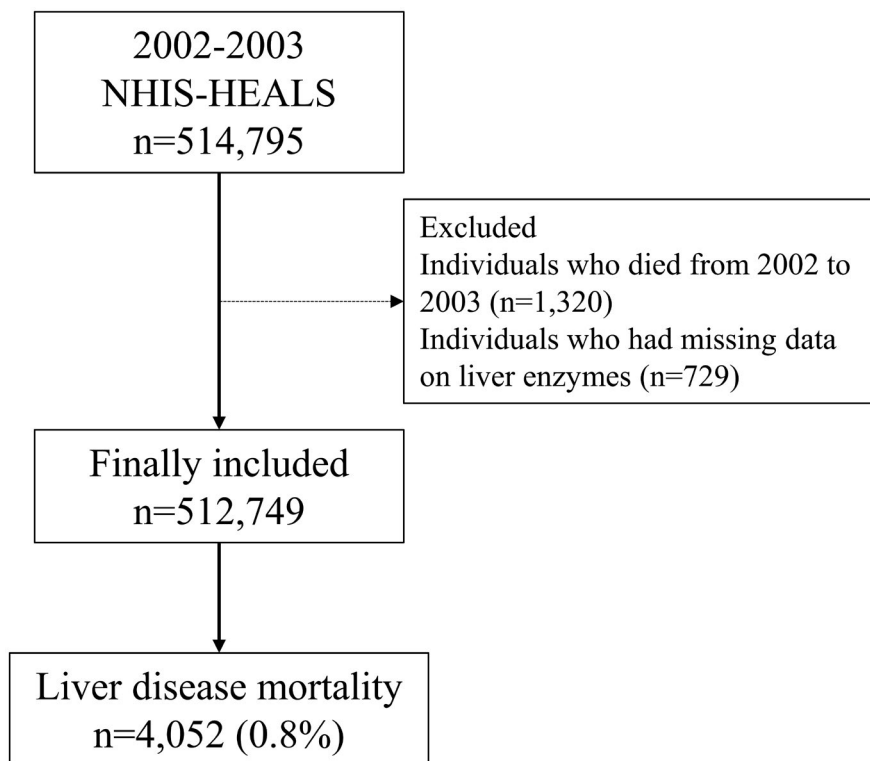 2002-2003
NHIS-HEALS
n=514,795
Excluded
Individuals who died from 2002 to
2003 (n=1,320)
Individuals who had missing data
on liver enzymes (n=729)
Finally included
n=512,749
Liver disease mortality
n=4,052 (0.8%)